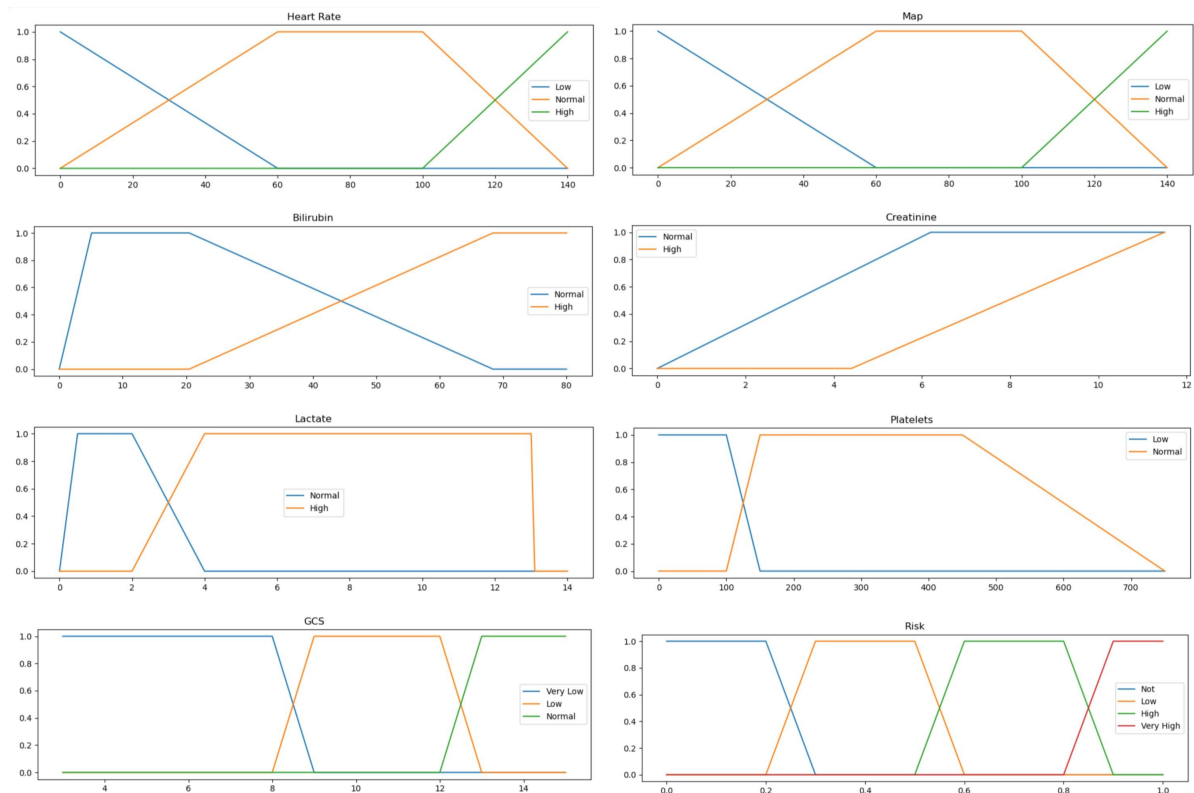 Heart Rate
1.0
0.8
0.6
0.4
0.2
0.0
Low
Normal
High
0 20 40 60 80 100 120 140
Map
1.0
0.8
0.6
0.4
0.2
0.0
Low
Normal
High
0 20 40 60 80 100 120 140
Bilirubin
1.0
0.8
0.6
0.4
0.2
0.0
Normal
High
0 10 20 30 40 50 60 70 80
Creatinine
1.0
0.8
0.6
0.4
0.2
0.0
Normal
High
0 2 4 6 8 10 12
Lactate
1.0
0.8
0.6
0.4
0.2
0.0
Normal
High
0 2 4 6 8 10 12 14
Platelets
1.0
0.8
0.6
0.4
0.2
0.0
Low
Normal
0 100 200 300 400 500 600 700
GCS
1.0
0.8
0.6
0.4
0.2
0.0
Very Low
Low
Normal
4 6 8 10 12 14
Risk
1.0
0.8
0.6
0.4
0.2
0.0
Not
Low
High
Very High
0.0 0.2 0.4 0.6 0.8 1.0